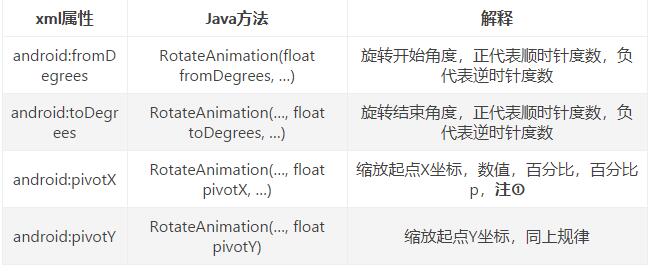 xml属性
Java方法
解释
android:fromD
egrees
RotateAnimation(float
fromDegrees, …)
旋转开始角度，正代表顺时针度数，负
代表逆时针度数
android:toDegr
ees
RotateAnimation(…, float
toDegrees, …)
旋转结束角度，正代表顺时针度数，负
代表逆时针度数
android:pivotX
RotateAnimation(…, float
pivotX, …)
缩放起点X坐标，数值，百分比，百分比
p，注①
android:pivotY
RotateAnimation(…, float
pivotY)
缩放起点Y坐标，同上规律